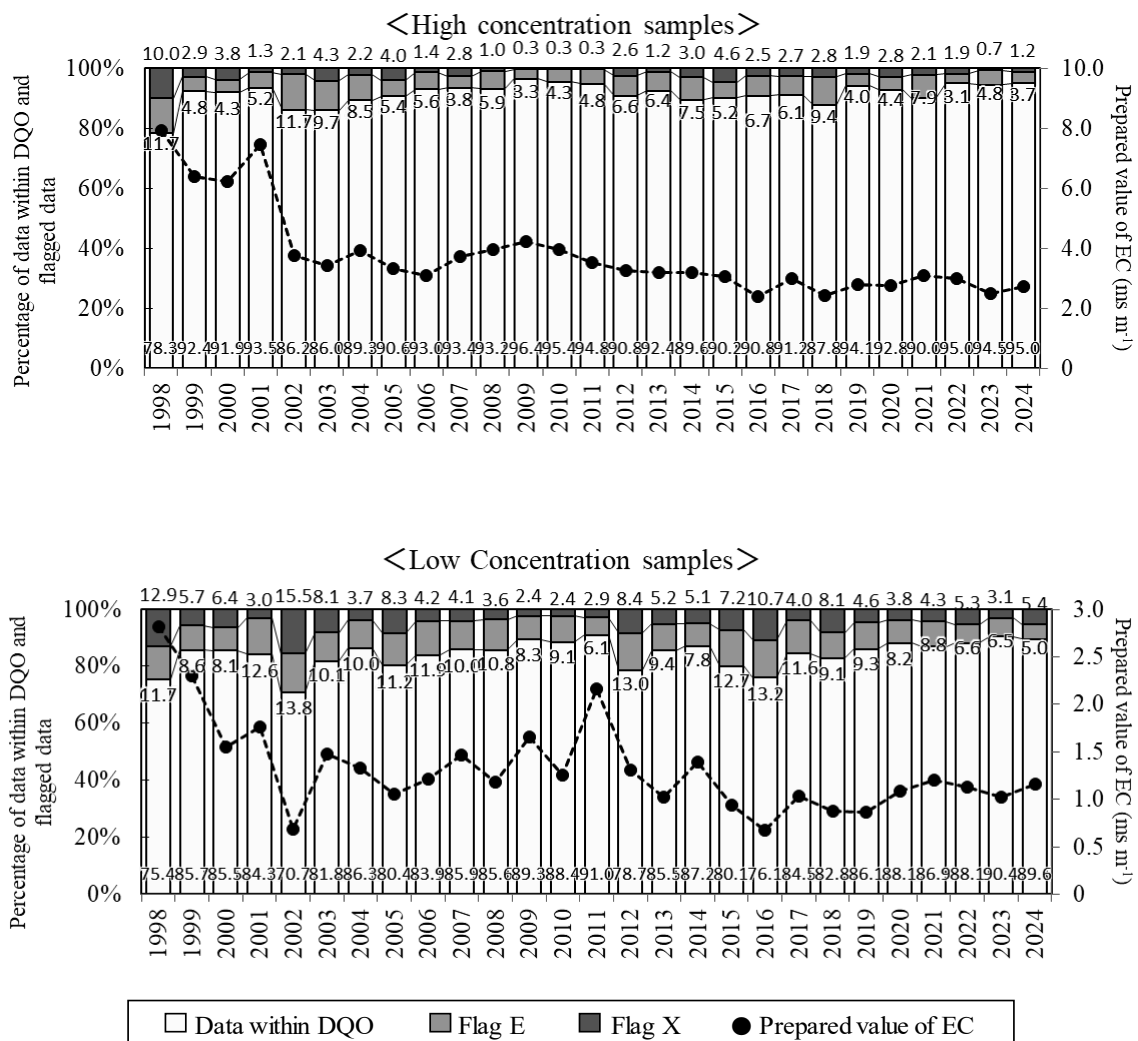 <High concentration samples>
10.0 2.9 3.8 1.3 2.1 4.3 2.2 4.0 1.4 2.8 1.0 0.3 0.3 0.3 2.6 1.2 3.0 4.6 2.5 2.7 2.8 1.9 2.8 2.1 1.9 0.7 1.2
100% 10.0
11.7 4.8 4.3 5.2 11.7 9.7 8.5 5.4 5.6 3.8 5.9 3.3 4.3 4.8 6.6 6.4 7.5 5.2 6.7 6.1 9.4 4.0 4.4 7.9 3.1 4.8 3.7
80% 8.0
60% 6.0
40% 4.0
20% 2.0
78.3 92.4 91.9 93.5 86.2 86.0 89.3 90.6 93.0 93.4 93.2 96.4 95.4 94.8 90.8 92.4 89.6 90.2 90.8 91.2 87.8 94.1 92.8 90.0 95.0 94.5 95.0
0% 0
1998 1999 2000 2001 2002 2003 2004 2005 2006 2007 2008 2009 2010 2011 2012 2013 2014 2015 2016 2017 2018 2019 2020 2021 2022 2023 2024
Percentage of data within DQO and
flagged data
Prepared value of EC (ms m⁻¹)
<Low Concentration samples>
12.9 5.7 6.4 3.0 15.5 8.1 3.7 8.3 4.2 4.1 3.6 2.4 2.4 2.9 8.4 5.2 5.1 7.2 10.7 4.0 8.1 4.6 3.8 4.3 5.3 3.1 5.4
100% 3.0
11.7 8.6 8.1 12.6 13.8 10.1 10.0 11.2 11.9 10.0 10.8 8.3 9.1 6.1 13.0 9.4 7.8 12.7 13.2 11.6 9.1 9.3 8.2 8.8 6.6 6.5 5.0
80% 2.5
60% 2.0
1.5
40% 1.0
20% 0.5
75.4 85.7 85.5 84.3 70.7 81.8 86.3 80.4 83.9 85.9 85.6 89.3 88.4 91.0 78.7 85.5 87.2 80.1 76.1 84.5 82.8 86.1 88.1 86.9 88.1 90.4 89.6
0% 0
1998 1999 2000 2001 2002 2003 2004 2005 2006 2007 2008 2009 2010 2011 2012 2013 2014 2015 2016 2017 2018 2019 2020 2021 2022 2023 2024
Percentage of data within DQO and
flagged data
Prepared value of EC (ms m⁻¹)
Data within DQO Flag E Flag X Prepared value of EC